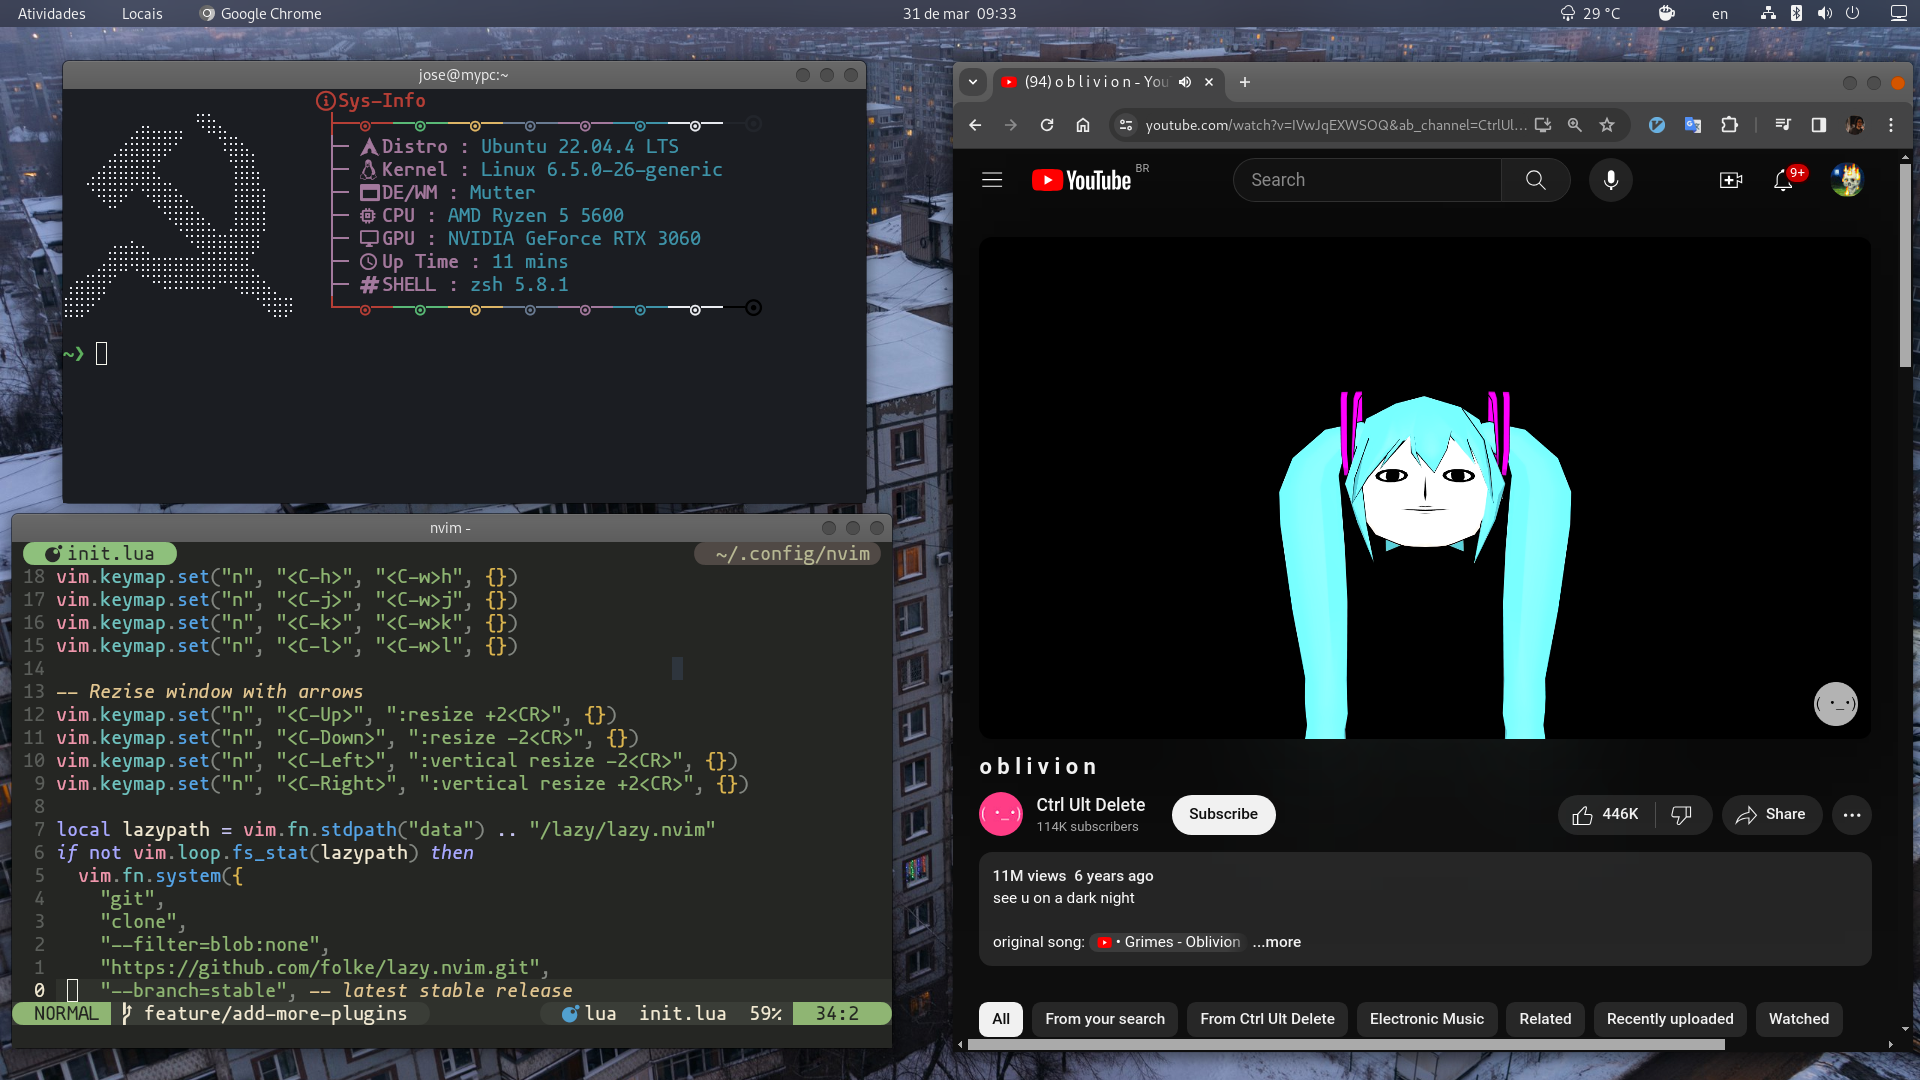 Atividades Locais Google Chrome 31 de mar 09:33 29 °C en
jose@mypc:~
Sys-Info
Distro : Ubuntu 22.04.4 LTS
Kernel : Linux 6.5.0-26-generic
DE/WM : Mutter
CPU : AMD Ryzen 5 5600
GPU : NVIDIA GeForce RTX 3060
Up Time : 11 mins
SHELL : zsh 5.8.1
~❯
nvim -
init.lua ~/.config/nvim
18 vim.keymap.set("n", "<C-h>", "<C-w>h", {})
17 vim.keymap.set("n", "<C-j>", "<C-w>j", {})
16 vim.keymap.set("n", "<C-k>", "<C-w>k", {})
15 vim.keymap.set("n", "<C-l>", "<C-w>l", {})
14
13 -- Rezise window with arrows
12 vim.keymap.set("n", "<C-Up>", ":resize +2<CR>", {})
11 vim.keymap.set("n", "<C-Down>", ":resize -2<CR>", {})
10 vim.keymap.set("n", "<C-Left>", ":vertical resize -2<CR>", {})
9 vim.keymap.set("n", "<C-Right>", ":vertical resize +2<CR>", {})
8
7 local lazypath = vim.fn.stdpath("data") .. "/lazy/lazy.nvim"
6 if not vim.loop.fs_stat(lazypath) then
5 vim.fn.system({
4 "git",
3 "clone",
2 "--filter=blob:none",
1 "https://github.com/folke/lazy.nvim.git",
0 "--branch=stable", -- latest stable release
NORMAL feature/add-more-plugins lua init.lua 59% 34:2
(94) o b l i v i o n - You
youtube.com/watch?v=IVwJqEXWSOQ&ab_channel=CtrlUl...
YouTube BR
Search
9+
( •_•)
o b l i v i o n
Ctrl Ult Delete
114K subscribers
Subscribe
446K
Share
11M views 6 years ago
see u on a dark night
original song: • Grimes - Oblivion ...more
All From your search From Ctrl Ult Delete Electronic Music Related Recently uploaded Watched